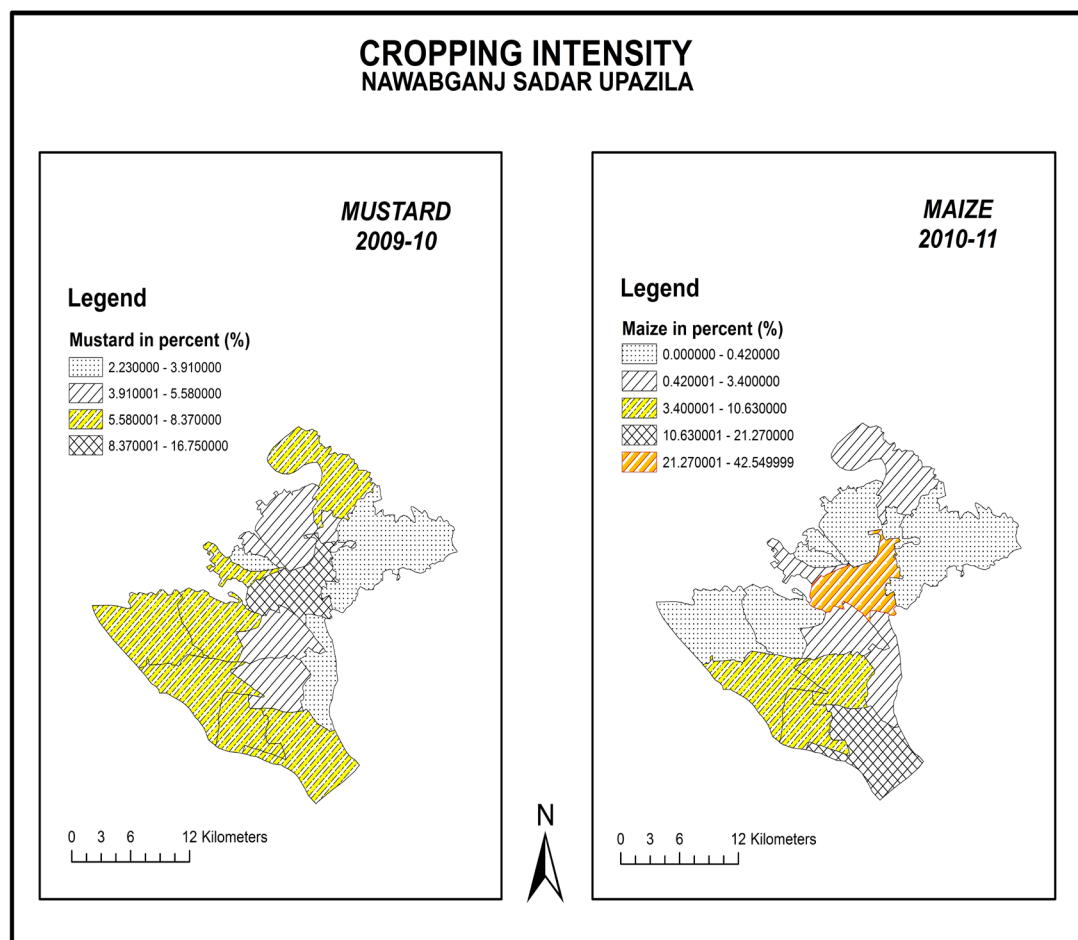 CROPPING INTENSITY
NAWABGANJ SADAR UPAZILA
MUSTARD
2009-10
Legend
Mustard in percent (%)
2.230000 - 3.910000
3.910001 - 5.580000
5.580001 - 8.370000
8.370001 - 16.750000
0 3 6 12 Kilometers
N
MAIZE
2010-11
Legend
Maize in percent (%)
0.000000 - 0.420000
0.420001 - 3.400000
3.400001 - 10.630000
10.630001 - 21.270000
21.270001 - 42.549999
0 3 6 12 Kilometers